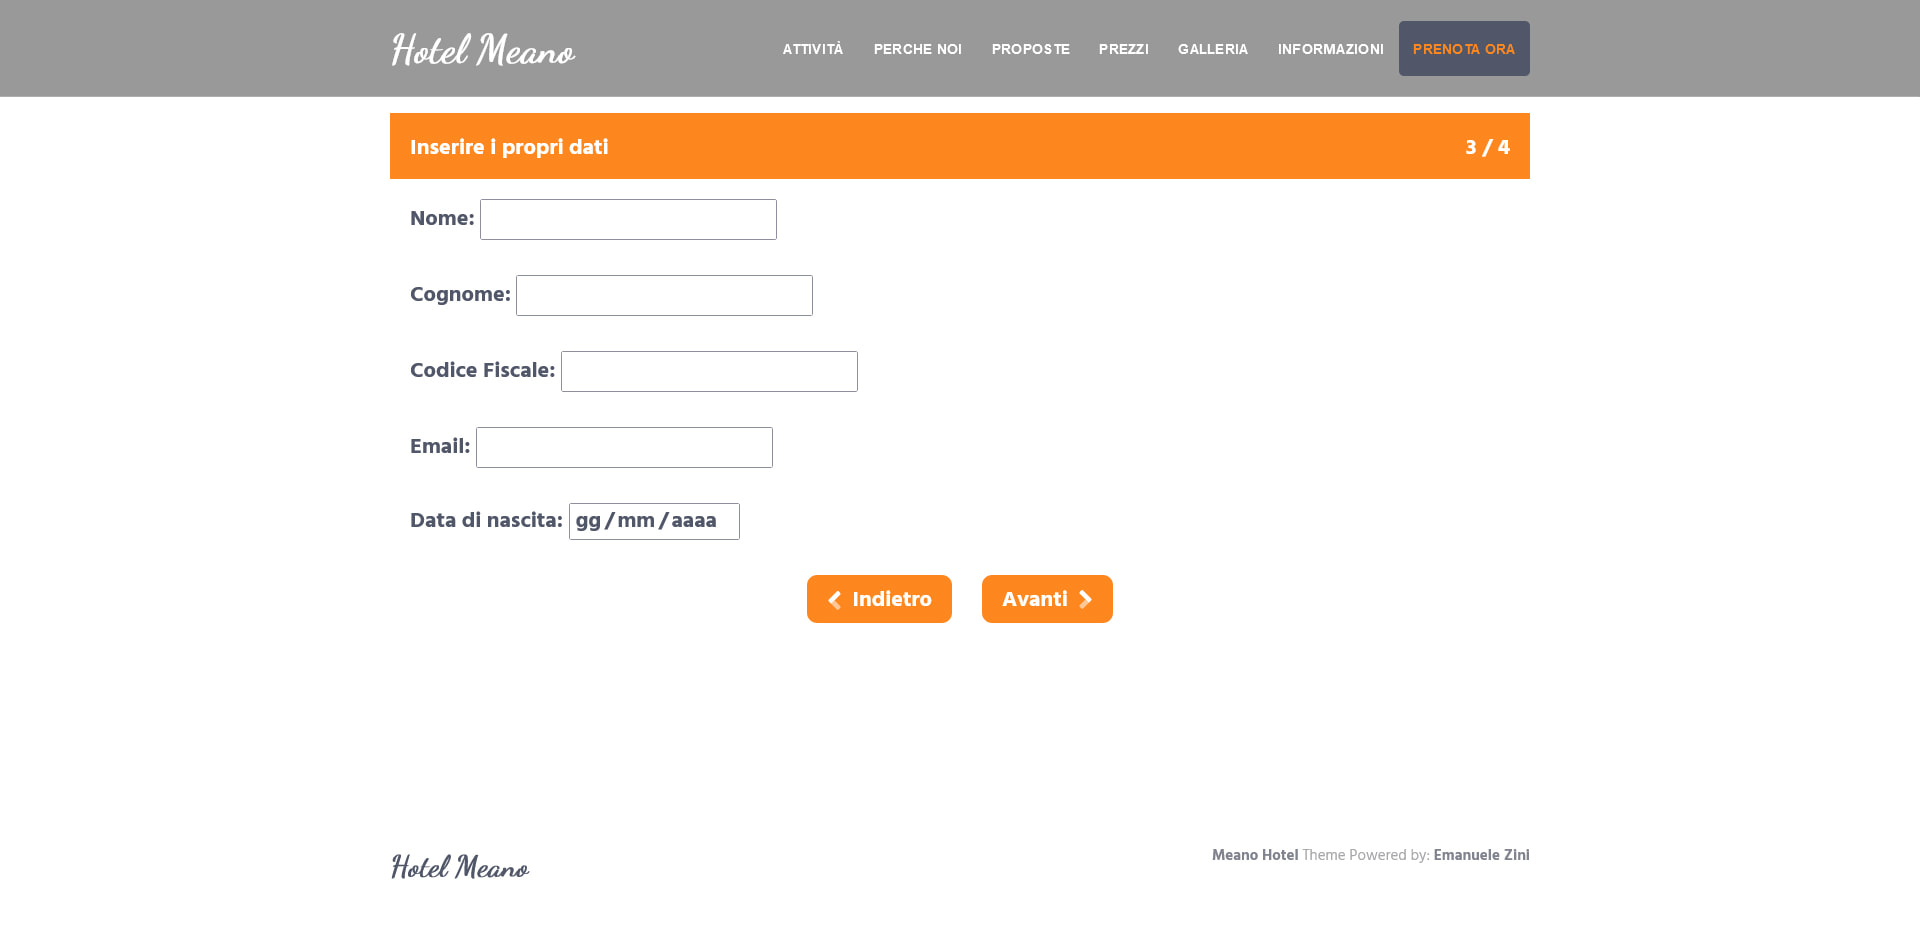 Hotel Meano
ATTIVITÀ PERCHE NOI PROPOSTE PREZZI GALLERIA INFORMAZIONI PRENOTA ORA
Inserire i propri dati 3 / 4
Nome:
Cognome:
Codice Fiscale:
Email:
Data di nascita: gg/mm/aaaa
Indietro Avanti
Meano Hotel Theme Powered by: Emanuele Zini
Hotel Meano